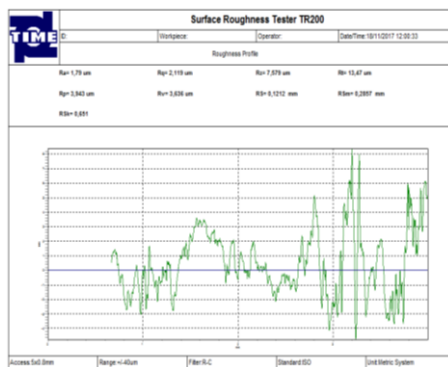 TIME
Surface Roughness Tester TR200
ID: Workpiece: Operator: Date/Time: 10/11/2017 12:00:33
Roughness Profile
Ra= 1,79 um Rq= 2,119 um Rz= 7,579 um Rt= 13,47 um
Rp= 3,943 um Rv= 3,636 um RS= 0,1212 mm RSm= 0,2857 mm
RSk= 0,651
Access 5x0.8mm Range:+/-40um Filter:R-C Standard:ISO Unit:Metric System